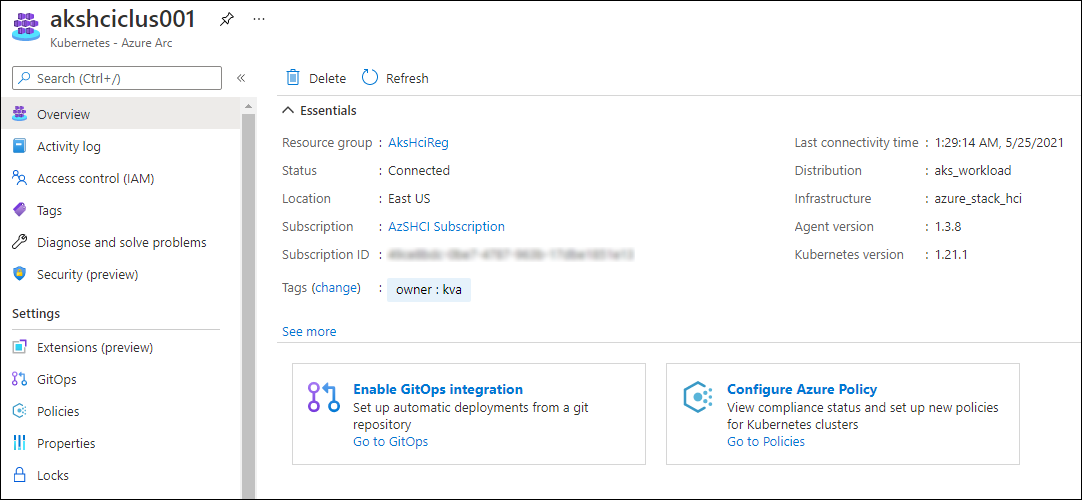 akshciclus001 ...
Kubernetes - Azure Arc
Search (Ctrl+/) «
Overview
Activity log
Access control (IAM)
Tags
Diagnose and solve problems
Security (preview)
Settings
Extensions (preview)
GitOps
Policies
Properties
Locks
Delete Refresh
Essentials
Resource group : AksHciReg
Status : Connected
Location : East US
Subscription : AzSHCI Subscription
Subscription ID :
Tags (change) : owner : kva
Last connectivity time : 1:29:14 AM, 5/25/2021
Distribution : aks_workload
Infrastructure : azure_stack_hci
Agent version : 1.3.8
Kubernetes version : 1.21.1
See more
Enable GitOps integration
Set up automatic deployments from a git
repository
Go to GitOps
Configure Azure Policy
View compliance status and set up new policies
for Kubernetes clusters
Go to Policies